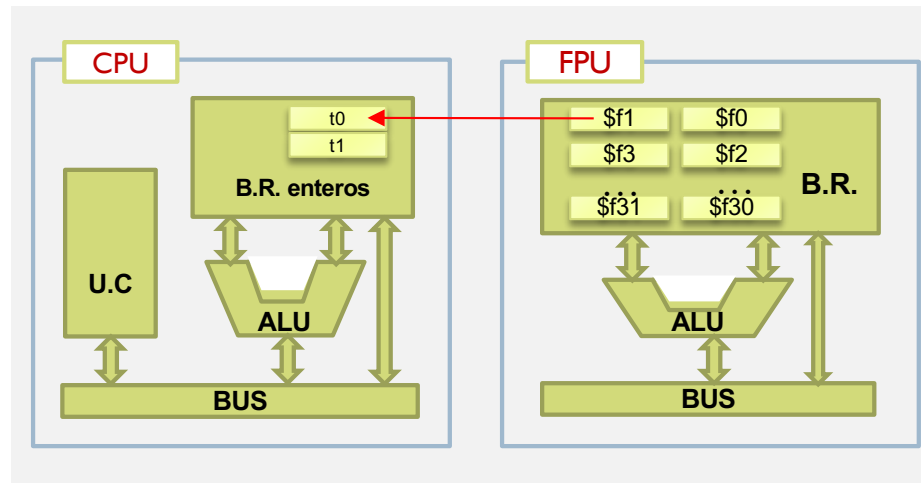 CPU
t0
t1
B.R. enteros
U.C
ALU
BUS
FPU
$f1 $f0
$f3 $f2
... ...
$f31 $f30
B.R.
ALU
BUS